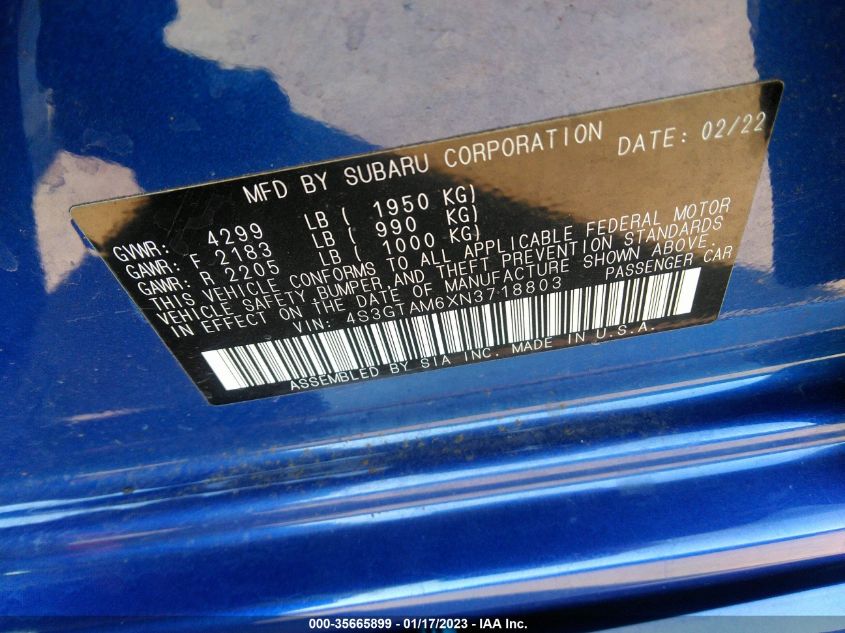 MFD BY SUBARU CORPORATION DATE: 02/22
GVWR: 4299 LB ( 1950 KG)
GAWR: F 2183 LB ( 990 KG)
GAWR: R 2205 LB ( 1000 KG)
THIS VEHICLE CONFORMS TO ALL APPLICABLE FEDERAL MOTOR
VEHICLE SAFETY BUMPER, AND THEFT PREVENTION STANDARDS
IN EFFECT ON THE DATE OF MANUFACTURE SHOWN ABOVE.
VIN: 4S3GTAM6XN3718803 PASSENGER CAR
ASSEMBLED BY SIA INC. MADE IN U.S.A.
000-35665899 - 01/17/2023 - IAA Inc.